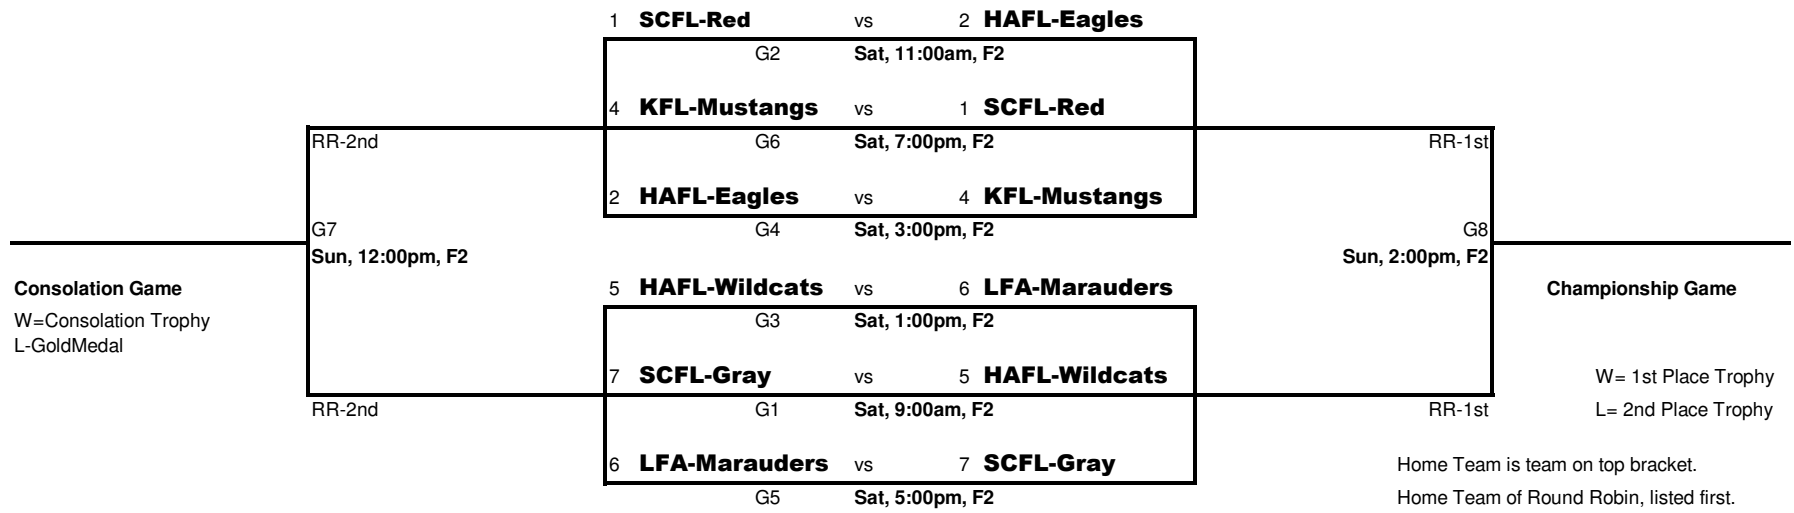 1 SCFL-Red vs 2 HAFL-Eagles
G2 Sat, 11:00am, F2
4 KFL-Mustangs vs 1 SCFL-Red
RR-2nd G6 Sat, 7:00pm, F2 RR-1st
2 HAFL-Eagles vs 4 KFL-Mustangs
G7 G4 Sat, 3:00pm, F2 G8
Sun, 12:00pm, F2 Sun, 2:00pm, F2
Consolation Game 5 HAFL-Wildcats vs 6 LFA-Marauders Championship Game
W=Consolation Trophy G3 Sat, 1:00pm, F2
L-GoldMedal
7 SCFL-Gray vs 5 HAFL-Wildcats W= 1st Place Trophy
RR-2nd G1 Sat, 9:00am, F2 RR-1st L= 2nd Place Trophy
6 LFA-Marauders vs 7 SCFL-Gray Home Team is team on top bracket.
G5 Sat, 5:00pm, F2 Home Team of Round Robin, listed first.